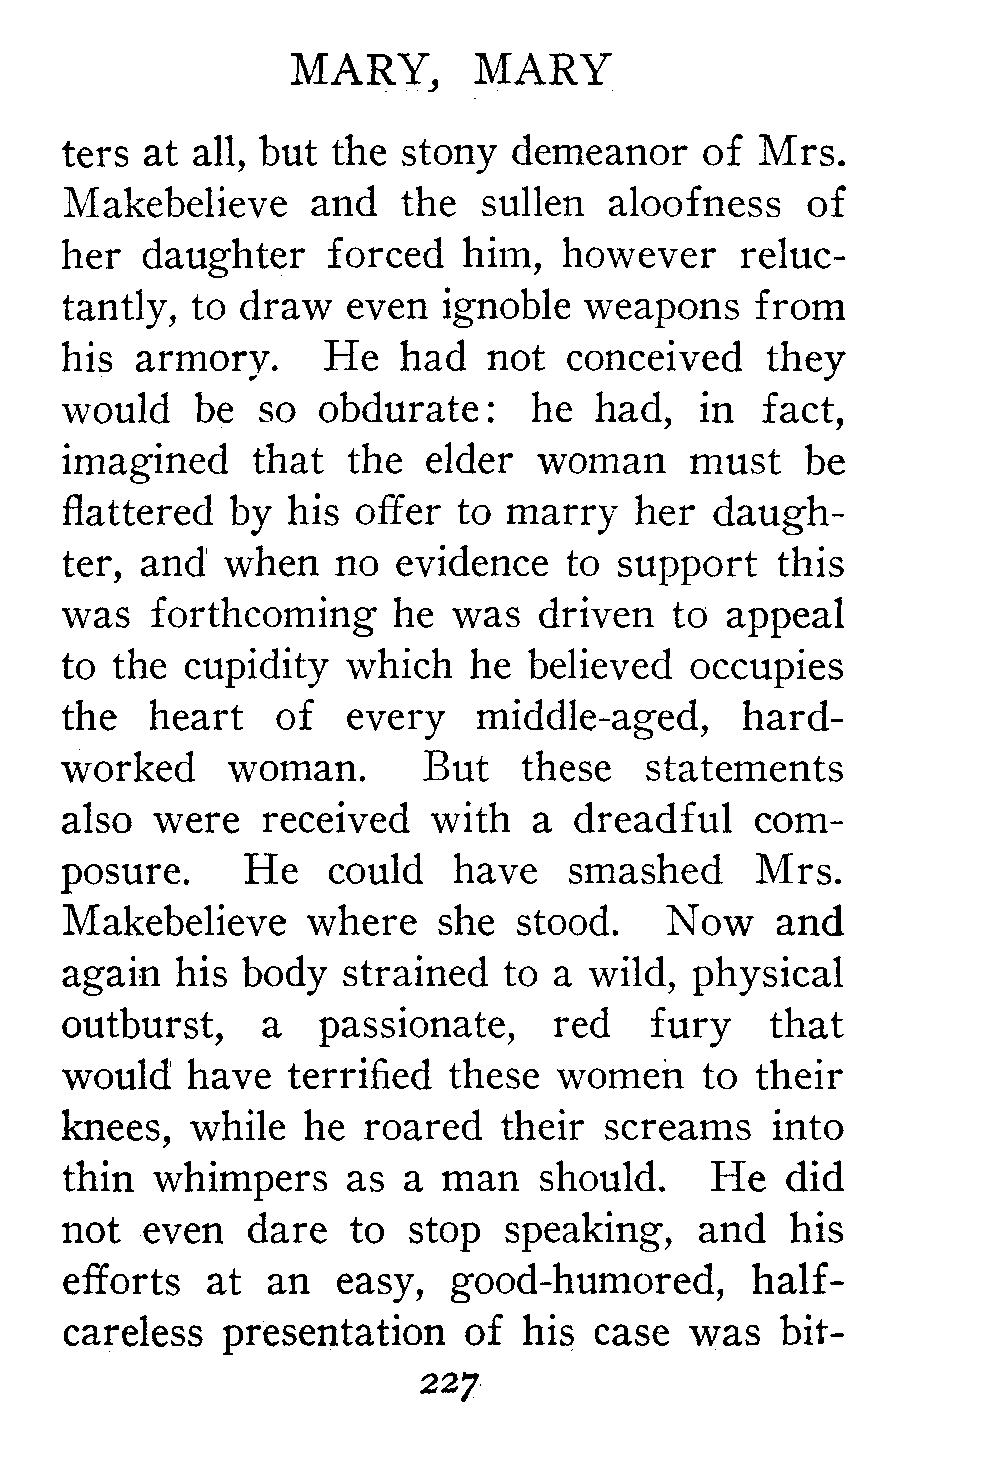 MARY, MARY
ters at all, but the stony demeanor of Mrs.
Makebelieve and the sullen aloofness of
her daughter forced him, however reluc-
tantly, to draw even ignoble weapons from
his armory. He had not conceived they
would be so obdurate: he had, in fact,
imagined that the elder woman must be
flattered by his offer to marry her daugh-
ter, and when no evidence to support this
was forthcoming he was driven to appeal
to the cupidity which he believed occupies
the heart of every middle-aged, hard-
worked woman. But these statements
also were received with a dreadful com-
posure. He could have smashed Mrs.
Makebelieve where she stood. Now and
again his body strained to a wild, physical
outburst, a passionate, red fury that
would have terrified these women to their
knees, while he roared their screams into
thin whimpers as a man should. He did
not even dare to stop speaking, and his
efforts at an easy, good-humored, half-
careless presentation of his case was bit-
227